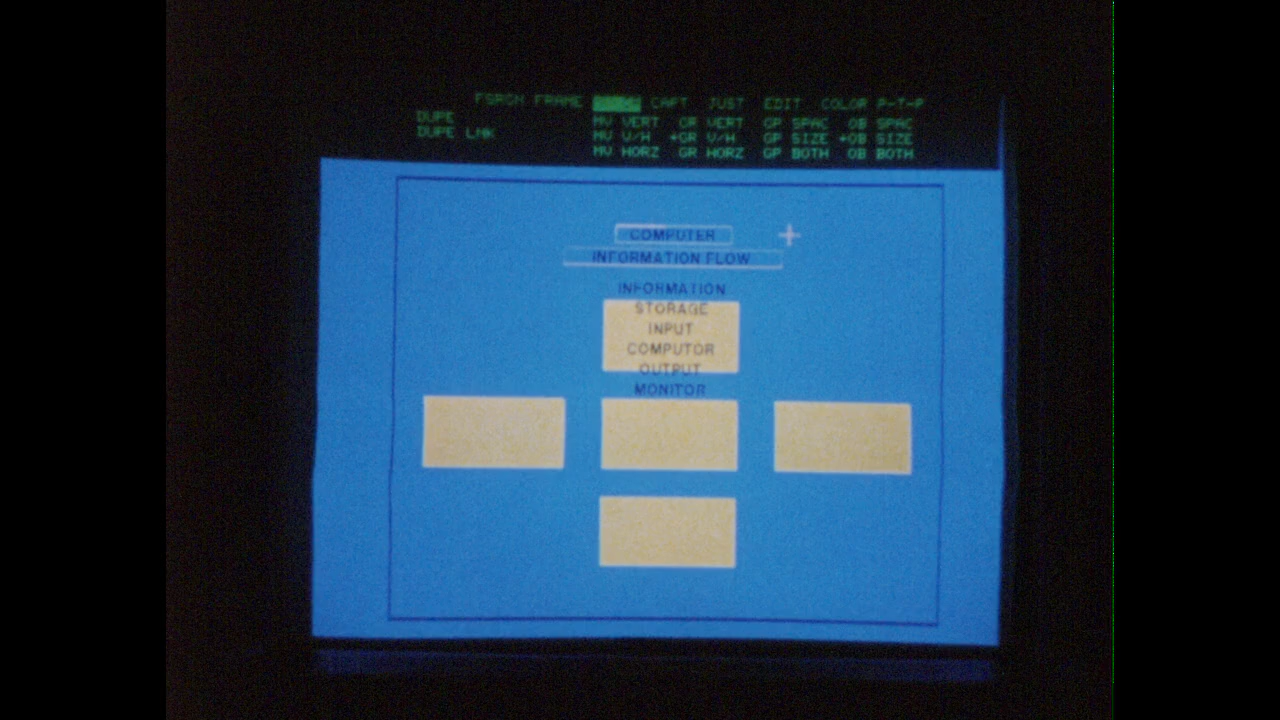 FSRGN FRAME CAPT JUST EDIT COLOR P-T-P
DUPE MV VERT GR VERT GP SPAC OB SPAC
DUPE LNK MV V/H +GR V/H GP SIZE +OB SIZE
MV HORZ GR HORZ GP BOTH OB BOTH
COMPUTER
INFORMATION FLOW
INFORMATION
STORAGE
INPUT
COMPUTOR
OUTPUT
MONITOR